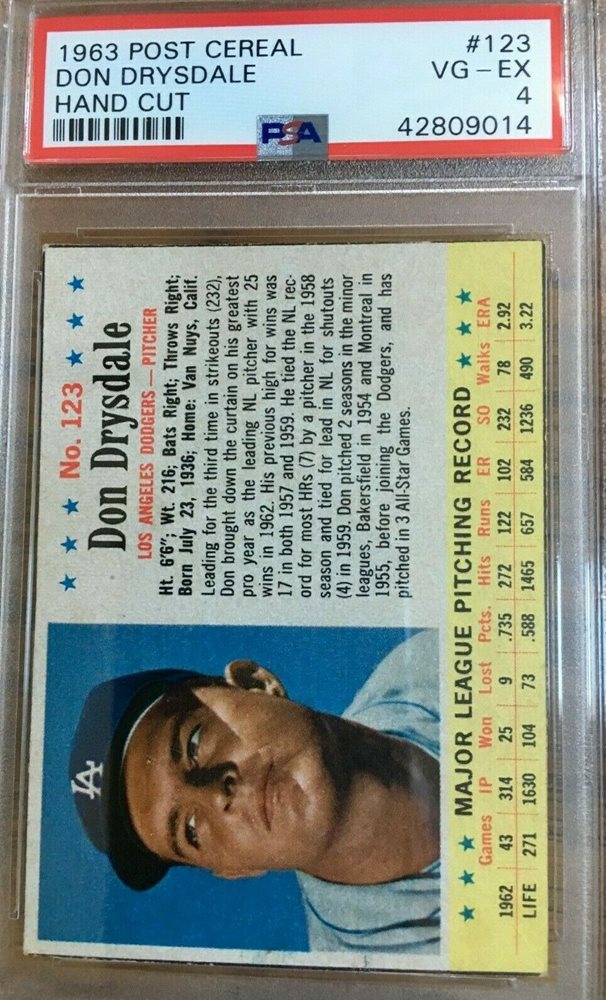 1963 POST CEREAL #123
DON DRYSDALE VG - EX
HAND CUT 4
PSA 42809014
★ ★ ★ No. 123 ★ ★ ★
Don Drysdale
LOS ANGELES DODGERS — PITCHER
Ht. 6'6"; Wt. 216; Bats Right; Throws Right;
Born July 23, 1936; Home: Van Nuys, Calif.
Leading for the third time in strikeouts (232),
Don brought down the curtain on his greatest
pro year as the leading NL pitcher with 25
wins in 1962. His previous high for wins was
17 in both 1957 and 1959. He tied the NL rec-
ord for most HRs (7) by a pitcher in the 1958
season and tied for lead in NL for shutouts
(4) in 1959. Don pitched 2 seasons in the minor
leagues, Bakersfield in 1954 and Montreal in
1955, before joining the Dodgers, and has
pitched in 3 All-Star Games.
LA
★ ★ ★ MAJOR LEAGUE PITCHING RECORD ★ ★ ★
Games IP Won Lost Pcts. Hits Runs ER SO Walks ERA
1962 43 314 25 9 .735 272 122 102 232 78 2.92
LIFE 271 1630 104 73 .588 1465 657 584 1236 490 3.22